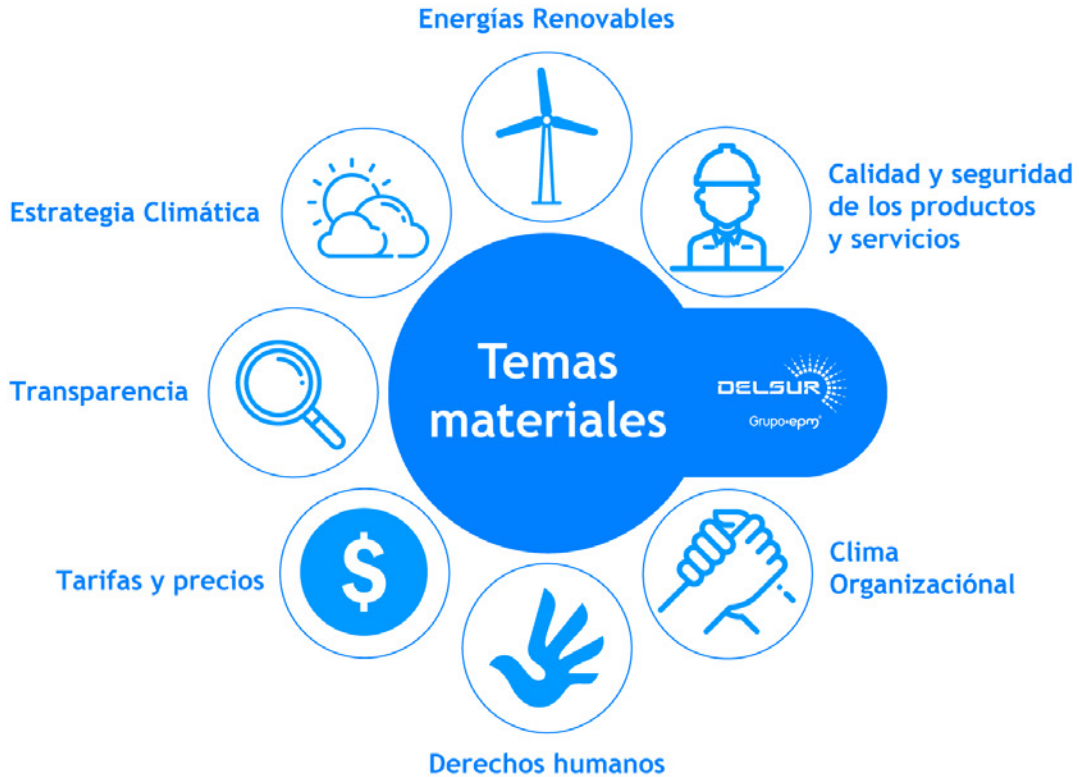 Energías Renovables
Calidad y seguridad
de los productos
y servicios
Estrategia Climática
Temas
materiales
DELSUR
Grupo epm®
Transparencia
Clima
Organizaciónal
Tarifas y precios
$
Derechos humanos